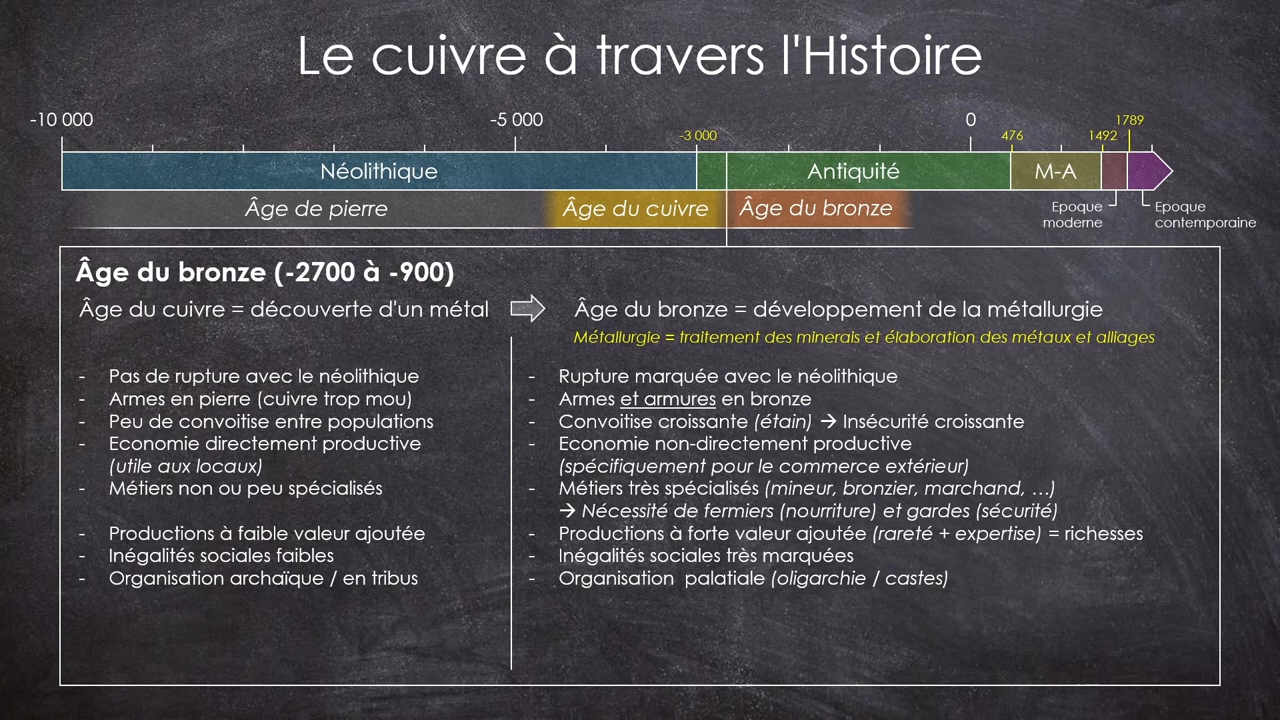 Le cuivre à travers l'Histoire
-10 000
-5 000
-3 000
0
476
1492
1789
Néolithique
Antiquité
M-A
Âge de pierre
Âge du cuivre
Âge du bronze
Epoque
moderne
Epoque
contemporaine
Âge du bronze (-2700 à -900)
Âge du cuivre = découverte d'un métal
- Pas de rupture avec le néolithique
- Armes en pierre (cuivre trop mou)
- Peu de convoitise entre populations
- Economie directement productive
(utile aux locaux)
- Métiers non ou peu spécialisés
- Productions à faible valeur ajoutée
- Inégalités sociales faibles
- Organisation archaïque / en tribus
Âge du bronze = développement de la métallurgie
Métallurgie = traitement des minerais et élaboration des métaux et alliages
- Rupture marquée avec le néolithique
- Armes et armures en bronze
- Convoitise croissante (étain) → Insécurité croissante
- Economie non-directement productive
(spécifiquement pour le commerce extérieur)
- Métiers très spécialisés (mineur, bronzier, marchand, …)
→ Nécessité de fermiers (nourriture) et gardes (sécurité)
- Productions à forte valeur ajoutée (rareté + expertise) = richesses
- Inégalités sociales très marquées
- Organisation palatiale (oligarchie / castes)